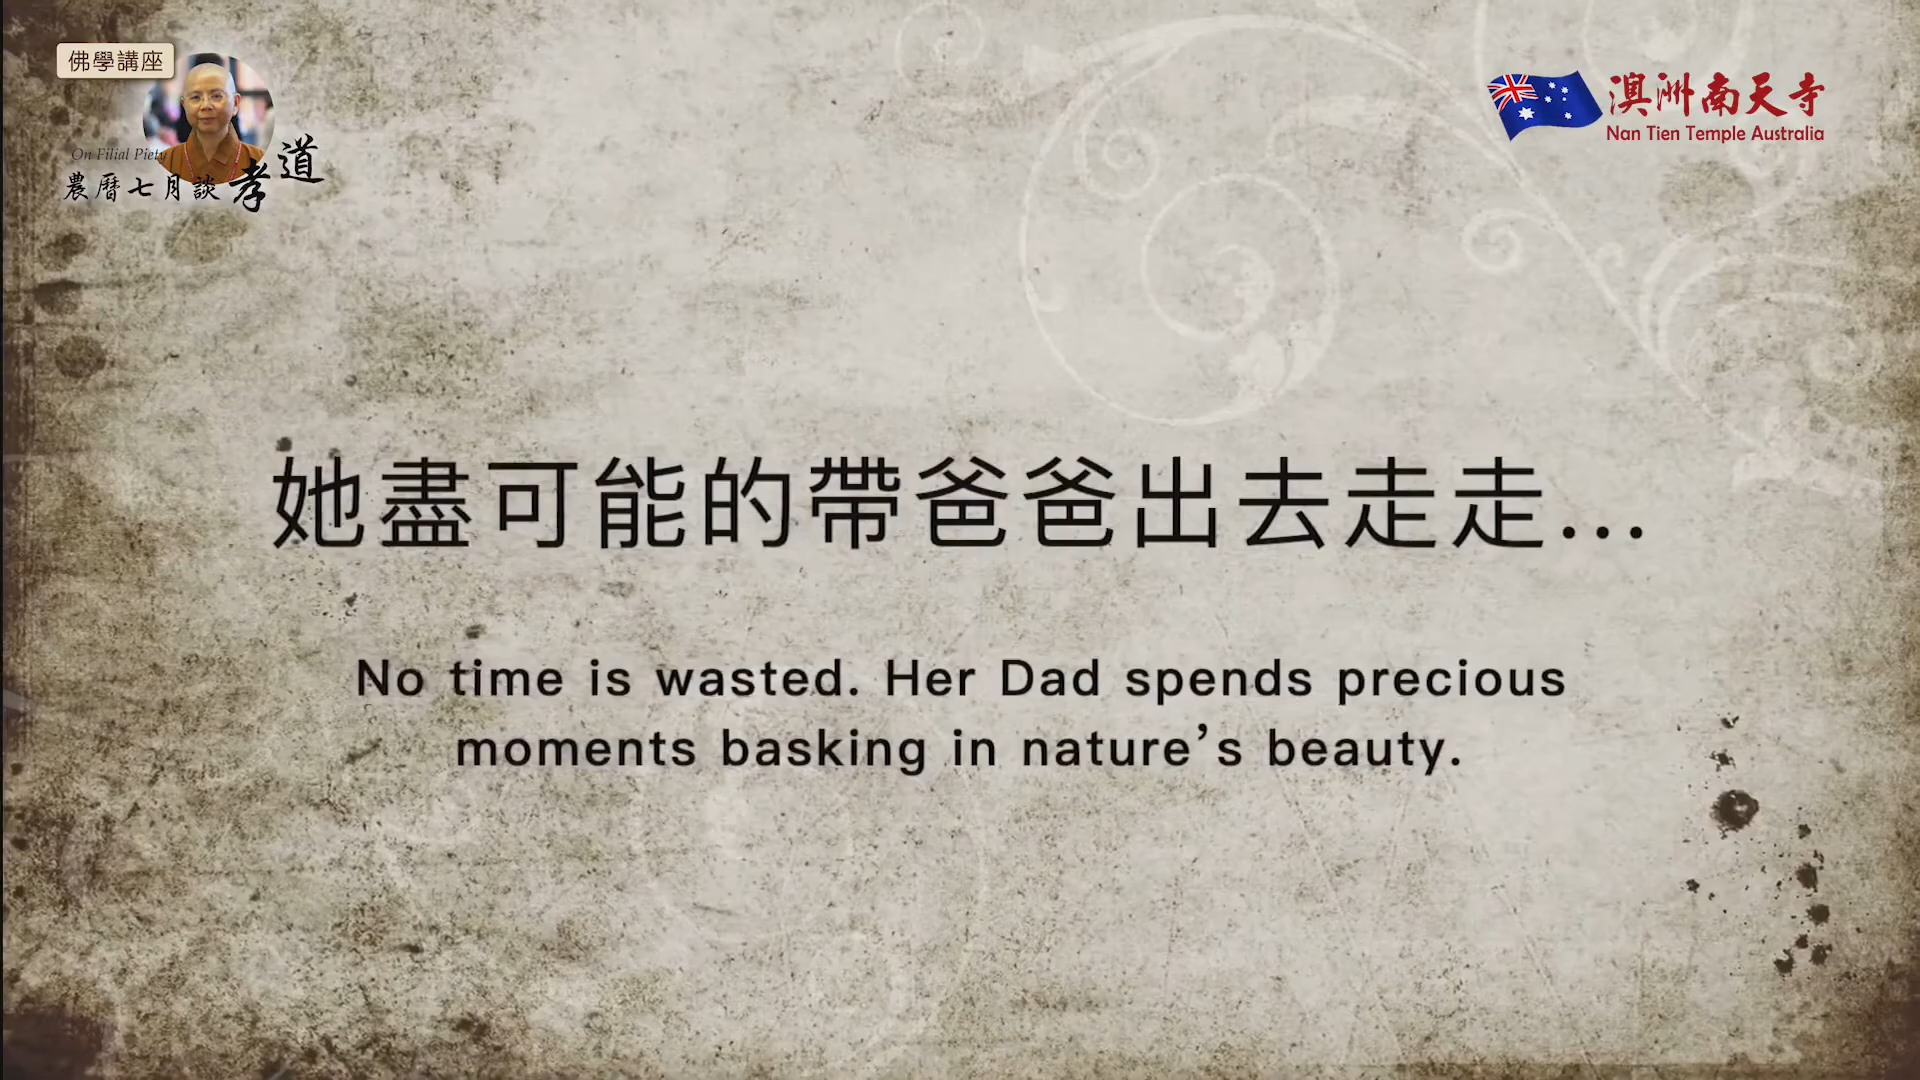 佛學講座
On Filial Piety
農曆七月談孝道
澳洲南天寺
Nan Tien Temple Australia
她盡可能的帶爸爸出去走走...
No time is wasted. Her Dad spends precious
moments basking in nature’s beauty.